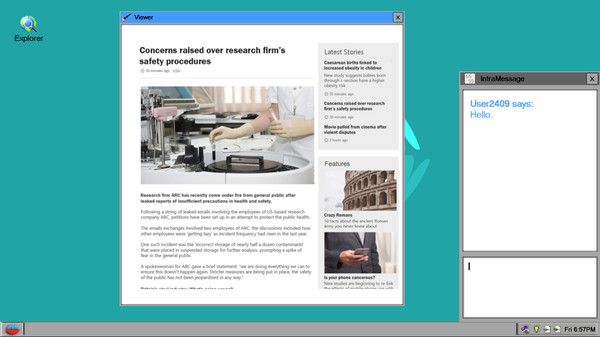 Explorer
Viewer
Concerns raised over research firm's
safety procedures
19 minutes ago
Research firm ARC has recently come under fire from general public after
leaked reports of insufficient precautions in health and safety.
Following a string of leaked emails involving the employees of US-based research
company ARC, petitions have been set up in an attempt to protect the public health.
The emails exchanged involved two employees of ARC, the discussions included how
other employees were 'getting lazy' as incident frequency had risen in the last year.
One such incident was the 'incorrect storage of nearly half a dozen contaminants'
that were placed in suspended storage for further analysis, prompting a spike of
fear in the general public.
A spokeswoman for ARC gave a brief statement: "we are doing everything we can to
ensure this doesn't happen again. Stricter measures are being put in place, the safety
of the public has not been jeopardised in any way."
Latest Stories
Caesarean births linked to
increased obesity in children
New study suggests babies born
through c-section have a higher
obesity risk
19 minutes ago
Concerns raised over research
firm's safety procedures
19 minutes ago
Movie pulled from cinema after
violent disputes
2 hours ago
Features
Crazy Romans
10 facts about the ancient Roman
army you never knew about
Is your phone cancerous?
New studies are beginning to re link
IntraMessage
User2409 says:
Hello.
Fri 6:57PM